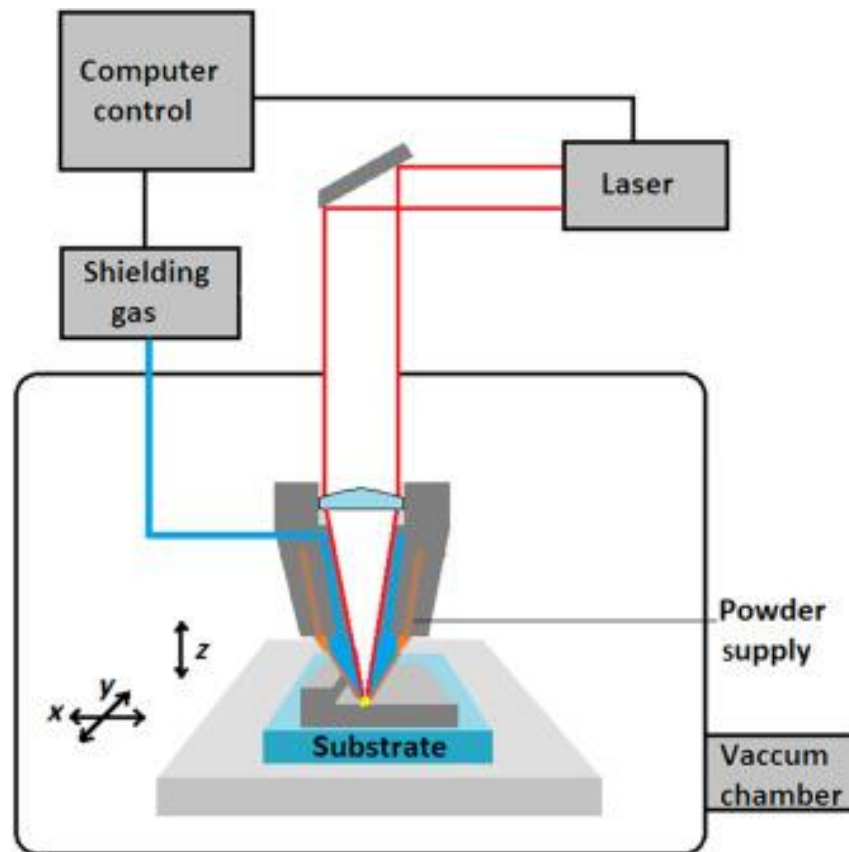 Computer
control
Laser
Shielding
gas
Powder
supply
z
y
x
Substrate
Vaccum
chamber